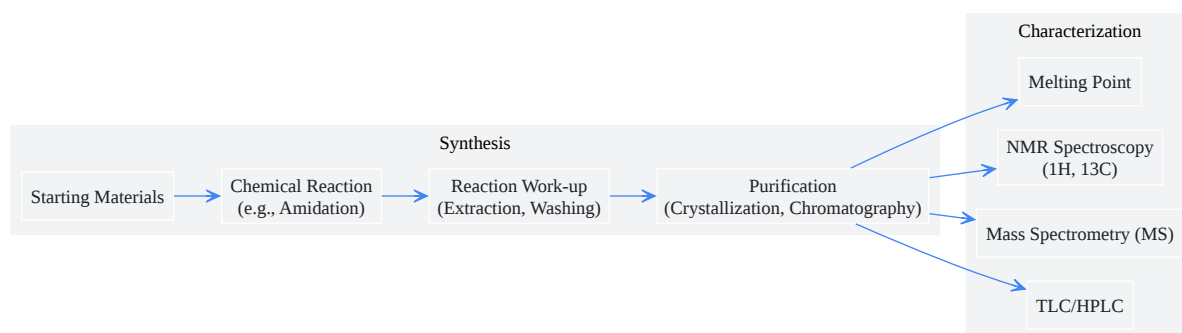 Characterization
Melting Point
Synthesis
NMR Spectroscopy
(1H, 13C)
Starting Materials
Chemical Reaction
(e.g., Amidation)
Reaction Work-up
(Extraction, Washing)
Purification
(Crystallization, Chromatography)
Mass Spectrometry (MS)
TLC/HPLC